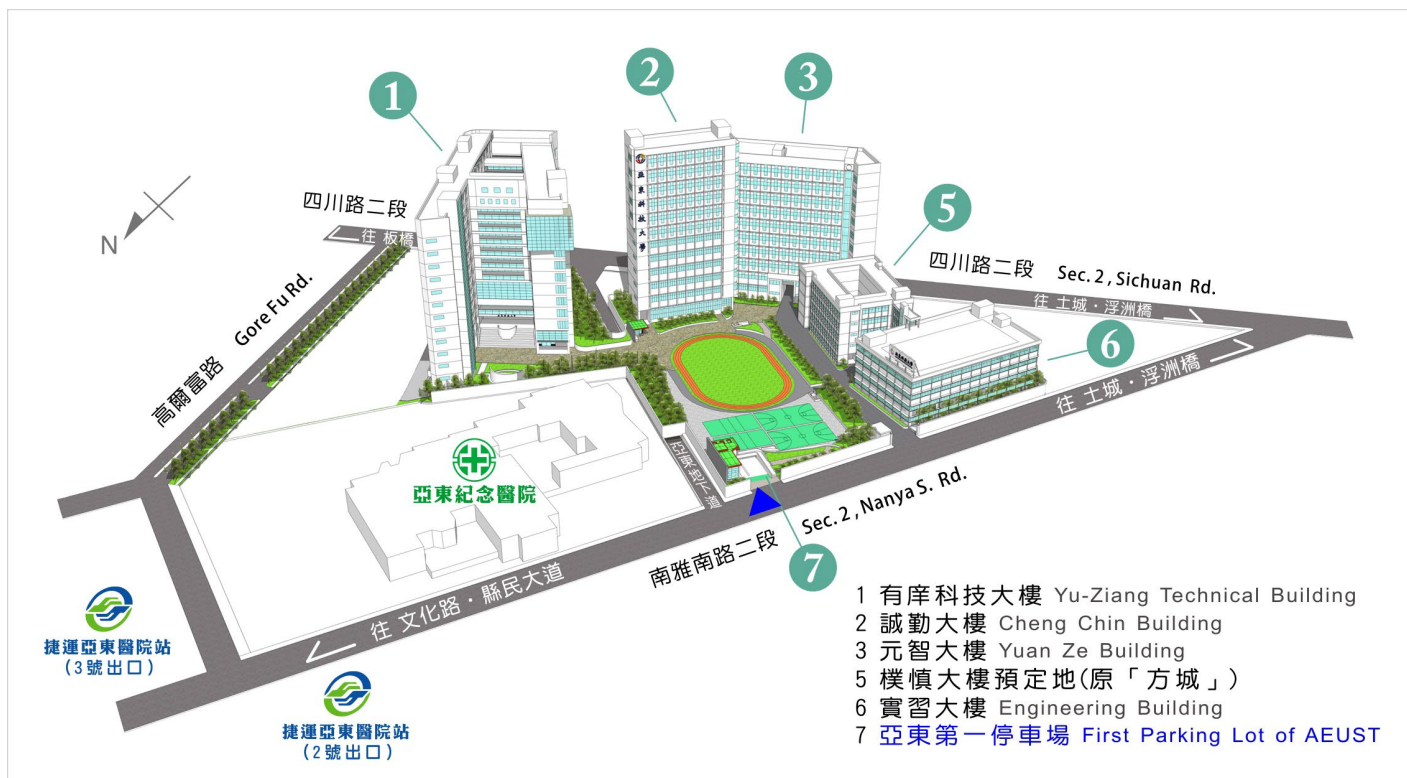 1
2
3
5
6
7
N
四川路二段
往 板橋
高爾富路 Gore Fu Rd.
亞東科技大學
四川路二段 Sec. 2, Sichuan Rd.
往 土城・浮洲橋
往 土城・浮洲橋
亞東紀念醫院
南雅南路二段 Sec. 2, Nanya S. Rd.
往 文化路・縣民大道
捷運亞東醫院站
(3號出口)
捷運亞東醫院站
(2號出口)
1 有庠科技大樓 Yu-Ziang Technical Building
2 誠勤大樓 Cheng Chin Building
3 元智大樓 Yuan Ze Building
5 樸慎大樓預定地(原「方城」)
6 實習大樓 Engineering Building
7 亞東第一停車場 First Parking Lot of AEUST